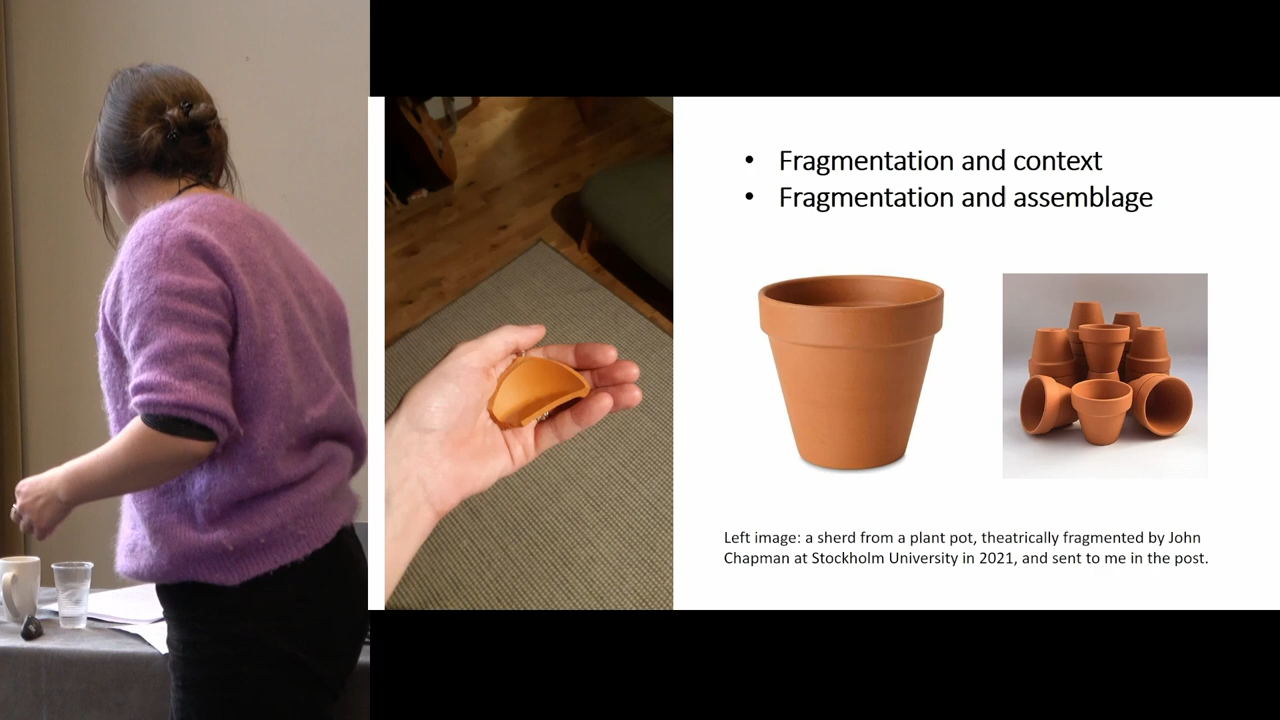 • Fragmentation and context
• Fragmentation and assemblage
Left image: a sherd from a plant pot, theatrically fragmented by John
Chapman at Stockholm University in 2021, and sent to me in the post.